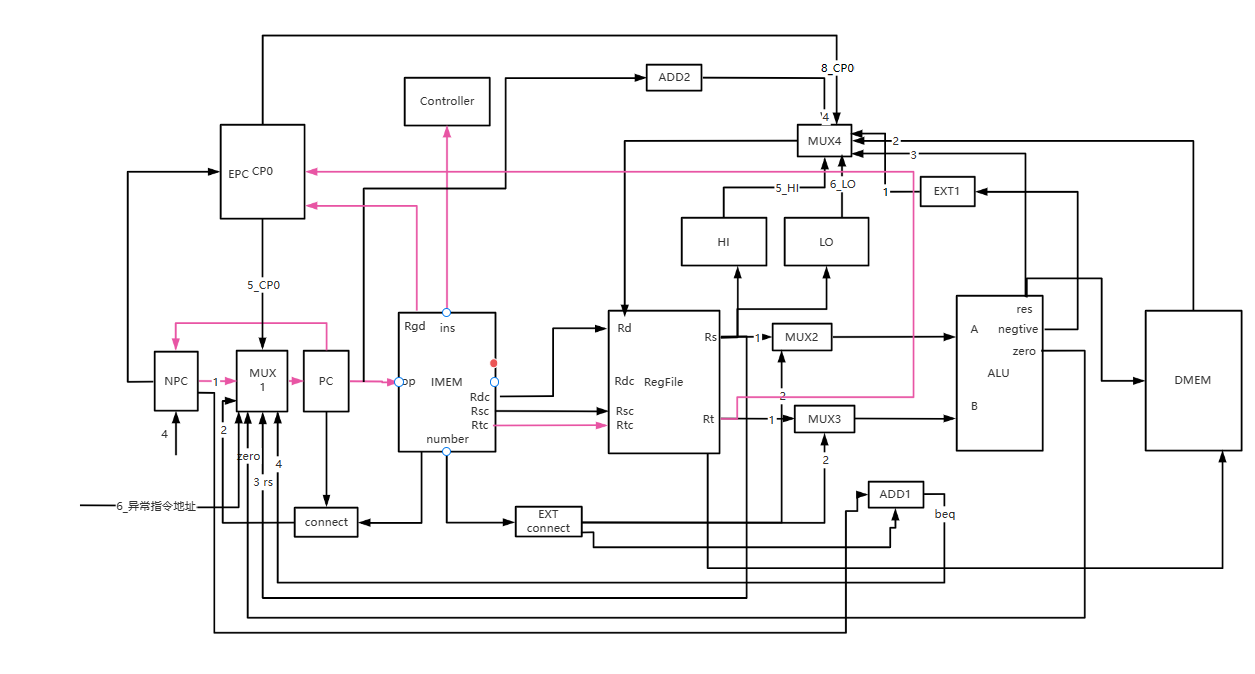 8_CP0
ADD2
Controller
4
MUX4
2
3
EPC CP0
5_HI
6_LO
1
EXT1
HI
LO
5_CP0
Rgd
ins
res
Rd
Rs
1
MUX2
A
negtive
zero
NPC
1
MUX
1
PC
pp
IMEM
Rdc
RegFile
ALU
DMEM
2
Rdc
Rsc
Rtc
Rsc
Rtc
Rt
1
MUX3
B
2
4
number
zero
4
3 rs
2
6_异常指令地址
connect
EXT
connect
ADD1
beq